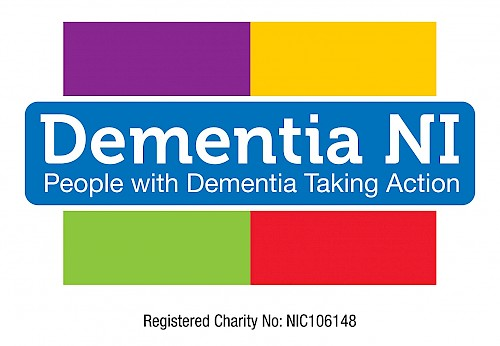 Dementia NI
People with Dementia Taking Action
Registered Charity No: NIC106148